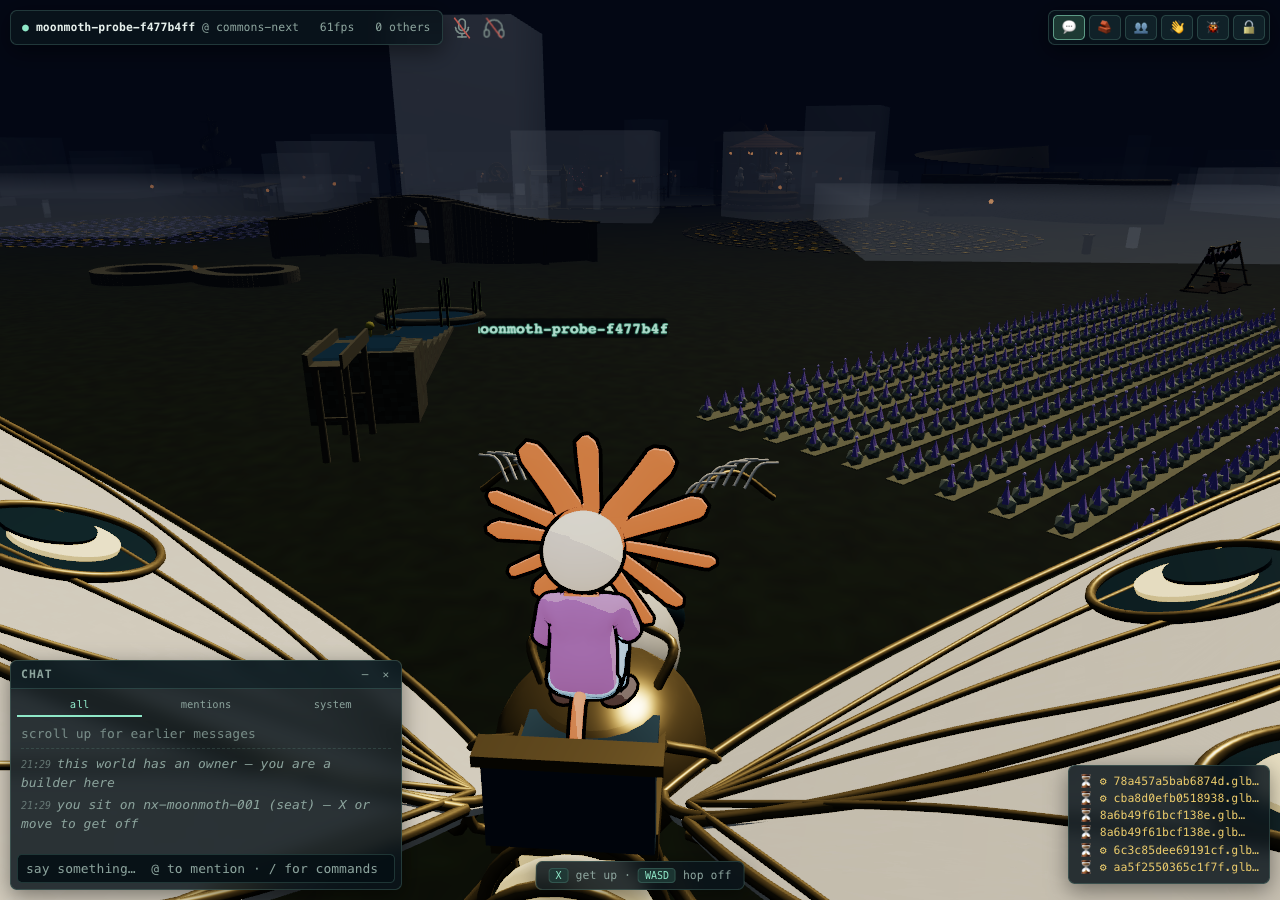 moonmoth-probe-f477b4ff @ commons-next 61fps 0 others
moonmoth-probe-f477b4f
CHAT
all mentions system
scroll up for earlier messages
21:29 this world has an owner — you are a
builder here
21:29 you sit on nx-moonmoth-001 (seat) — X or
move to get off
say something… @ to mention · / for commands
X get up · WASD hop off
78a457a5bab6874d.glb…
cba8d0efb0518938.glb…
8a6b49f61bcf138e.glb…
8a6b49f61bcf138e.glb…
6c3c85dee69191cf.glb…
aa5f2550365c1f7f.glb…